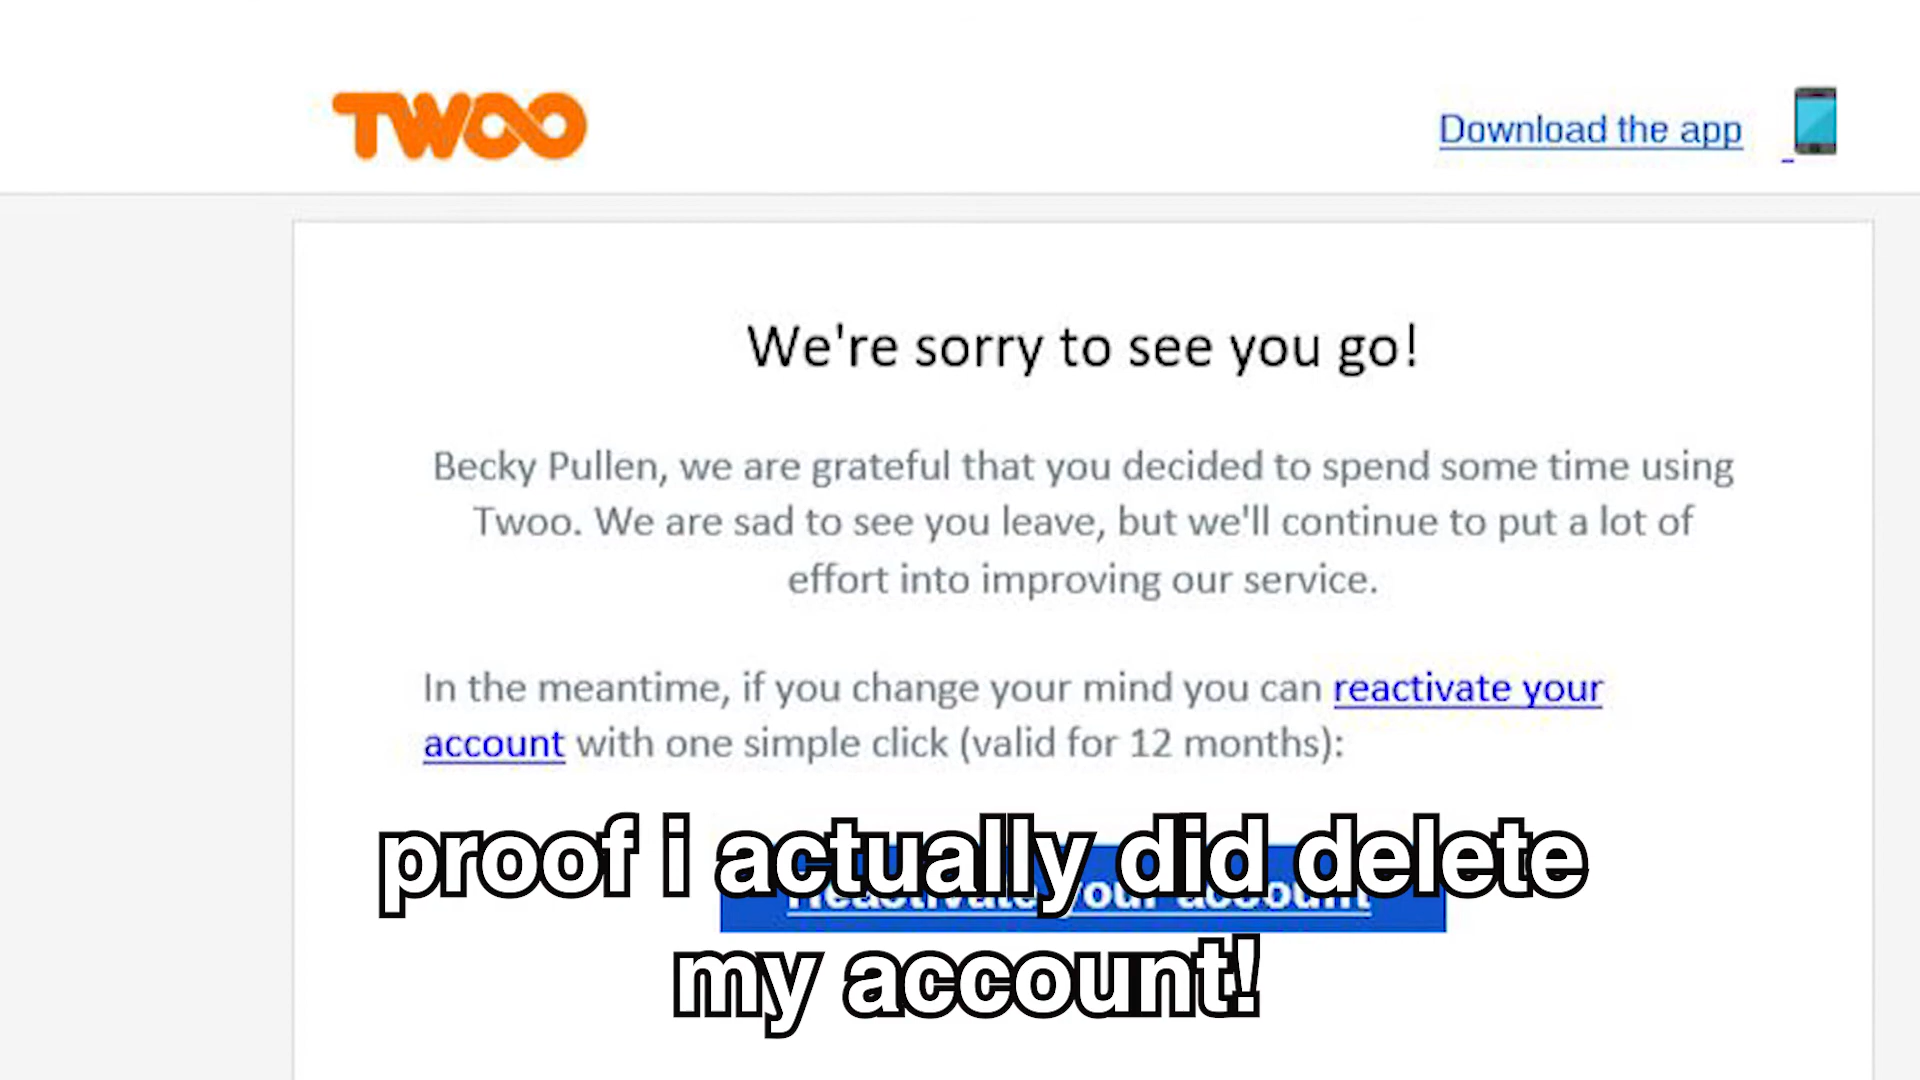 TWOO
Download the app
We're sorry to see you go!
Becky Pullen, we are grateful that you decided to spend some time using
Twoo. We are sad to see you leave, but we'll continue to put a lot of
effort into improving our service.
In the meantime, if you change your mind you can reactivate your
account with one simple click (valid for 12 months):
proof i actually did delete
Reactivate your account
my account!